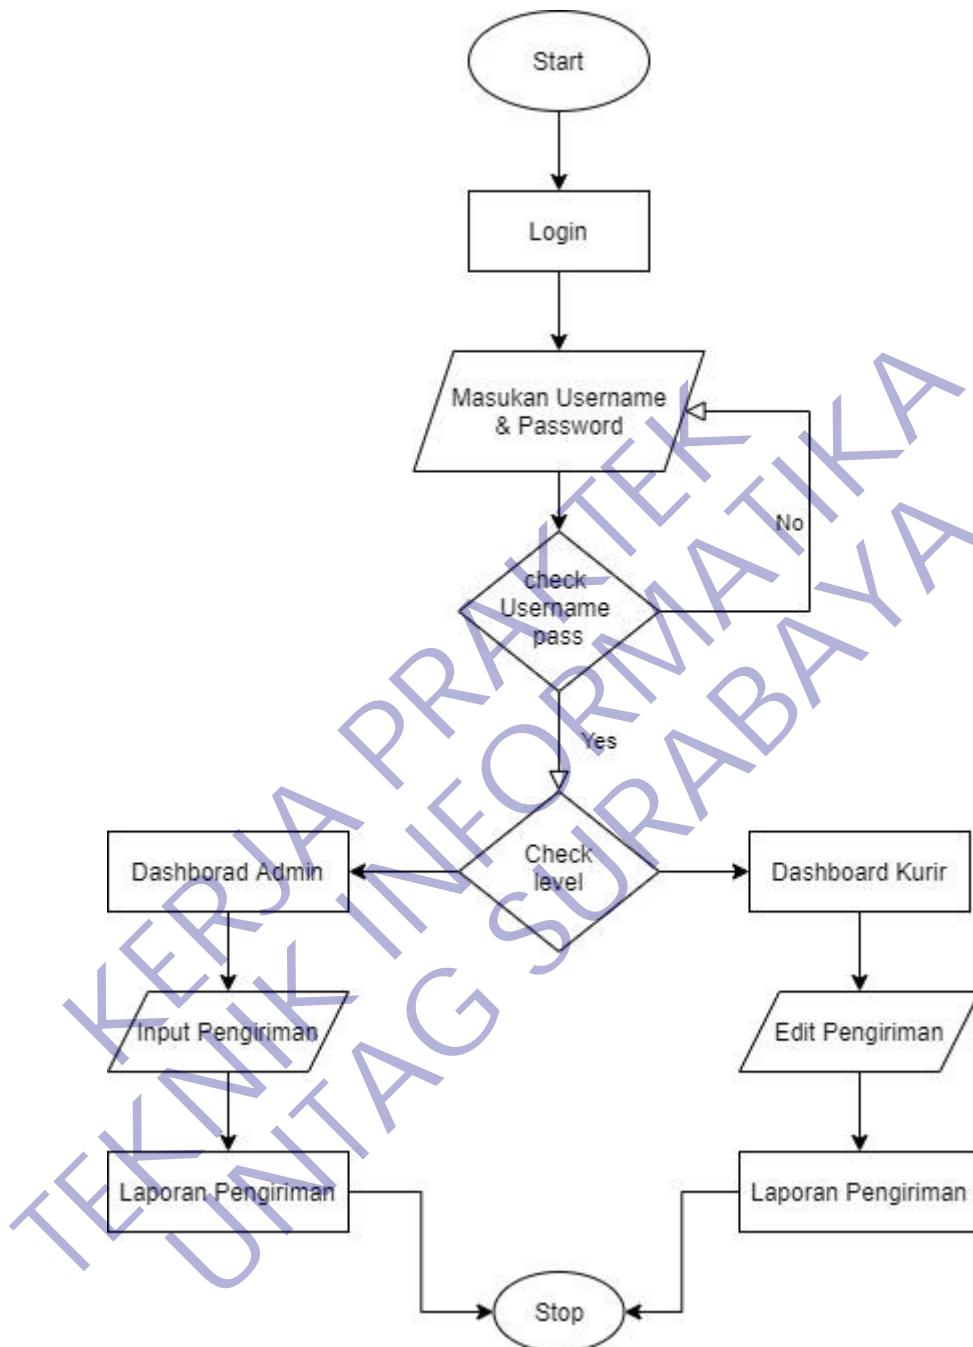 Start
Login
Masukan Username
& Password
No
check
Username
pass
Yes
Dashborad Admin
Check
level
Dashboard Kurir
Input Pengiriman
Edit Pengiriman
Laporan Pengiriman
Laporan Pengiriman
Stop
KERJA PRAKTEK
TEKNIK INFORMATIKA
UNTAG SURABAYA